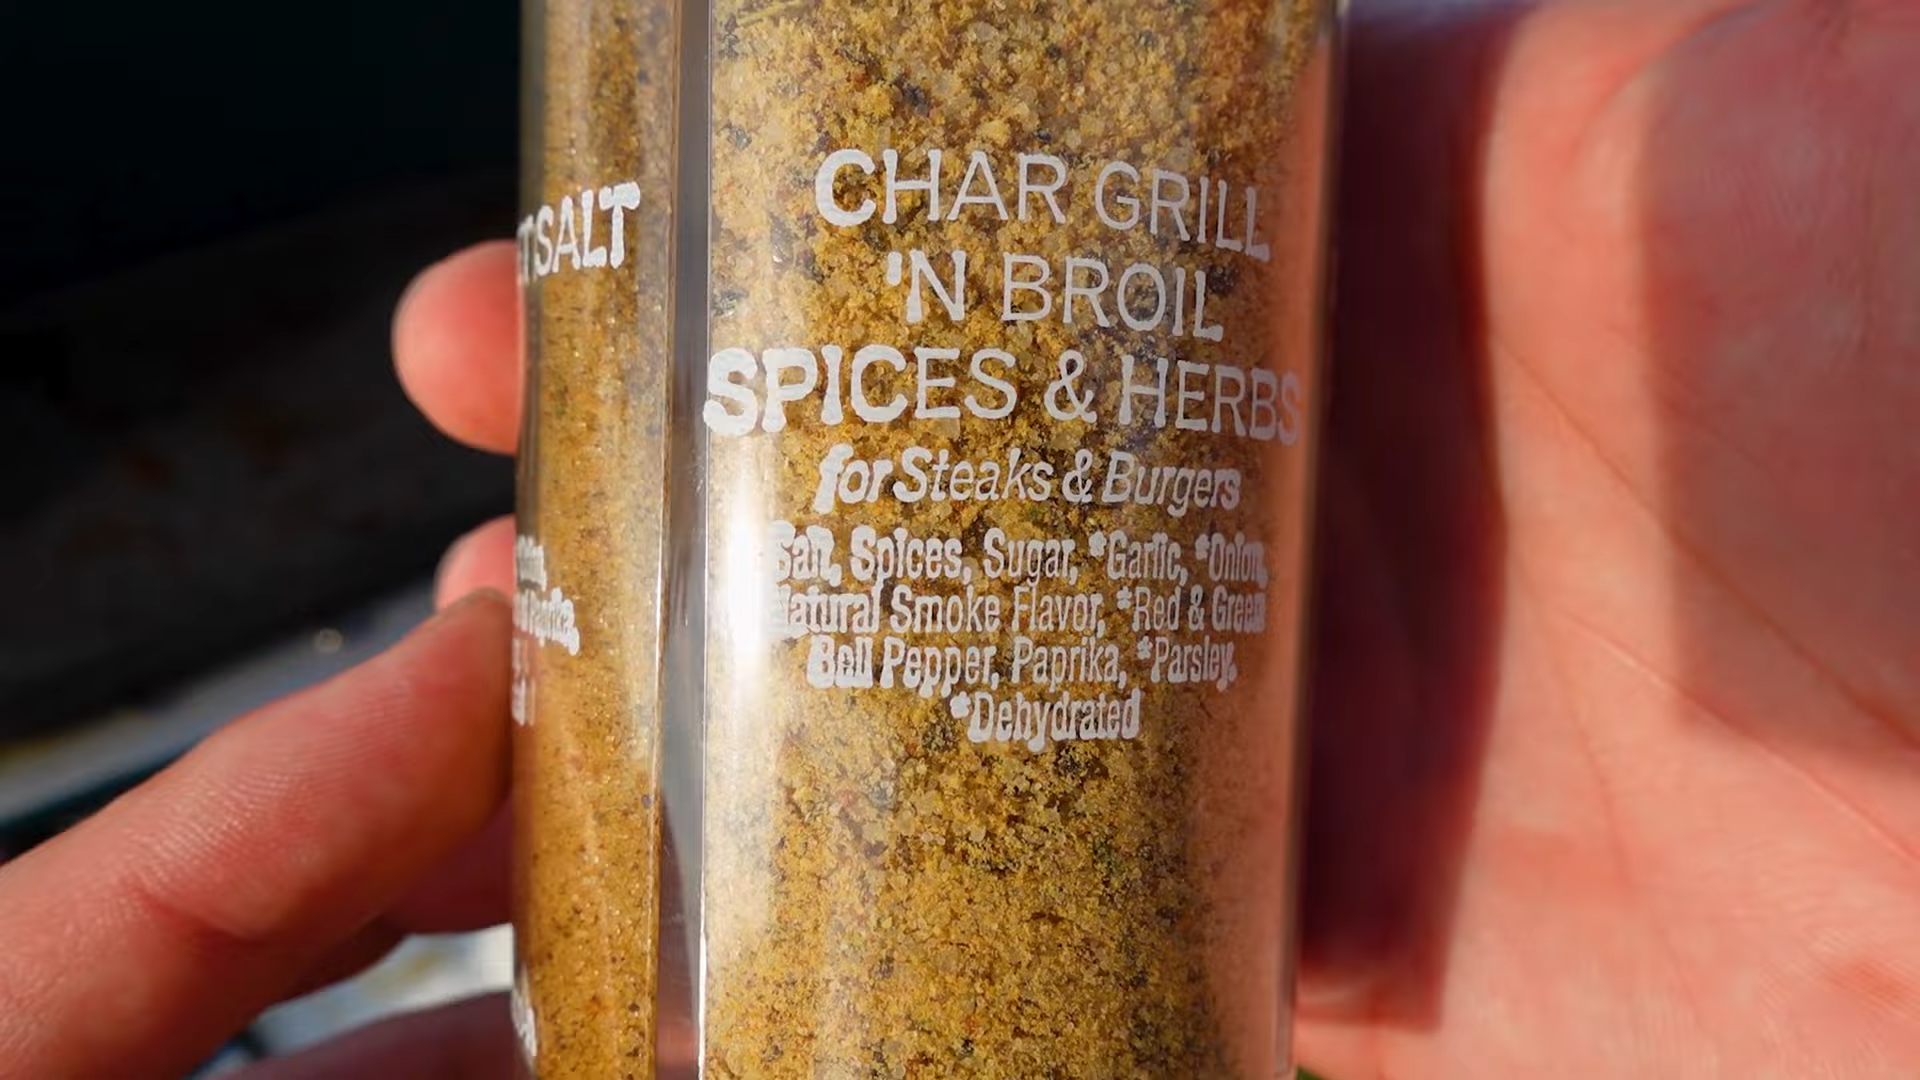 SALT
CHAR GRILL
'N BROIL
SPICES & HERBS
for Steaks & Burgers
Salt, Spices, Sugar, *Garlic, *Onion,
Natural Smoke Flavor, *Red & Green
Bell Pepper, Paprika, *Parsley.
*Dehydrated